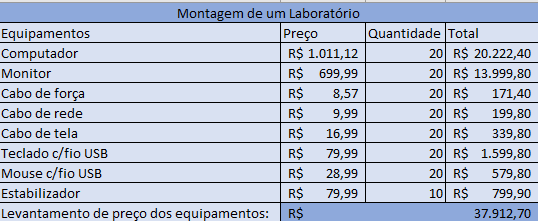 Montagem de um Laboratório
Equipamentos Preço Quantidade Total
Computador R$ 1.011,12 20 R$ 20.222,40
Monitor R$ 699,99 20 R$ 13.999,80
Cabo de força R$ 8,57 20 R$ 171,40
Cabo de rede R$ 9,99 20 R$ 199,80
Cabo de tela R$ 16,99 20 R$ 339,80
Teclado c/fio USB R$ 79,99 20 R$ 1.599,80
Mouse c/fio USB R$ 28,99 20 R$ 579,80
Estabilizador R$ 79,99 10 R$ 799,90
Levantamento de preço dos equipamentos: R$ 37.912,70